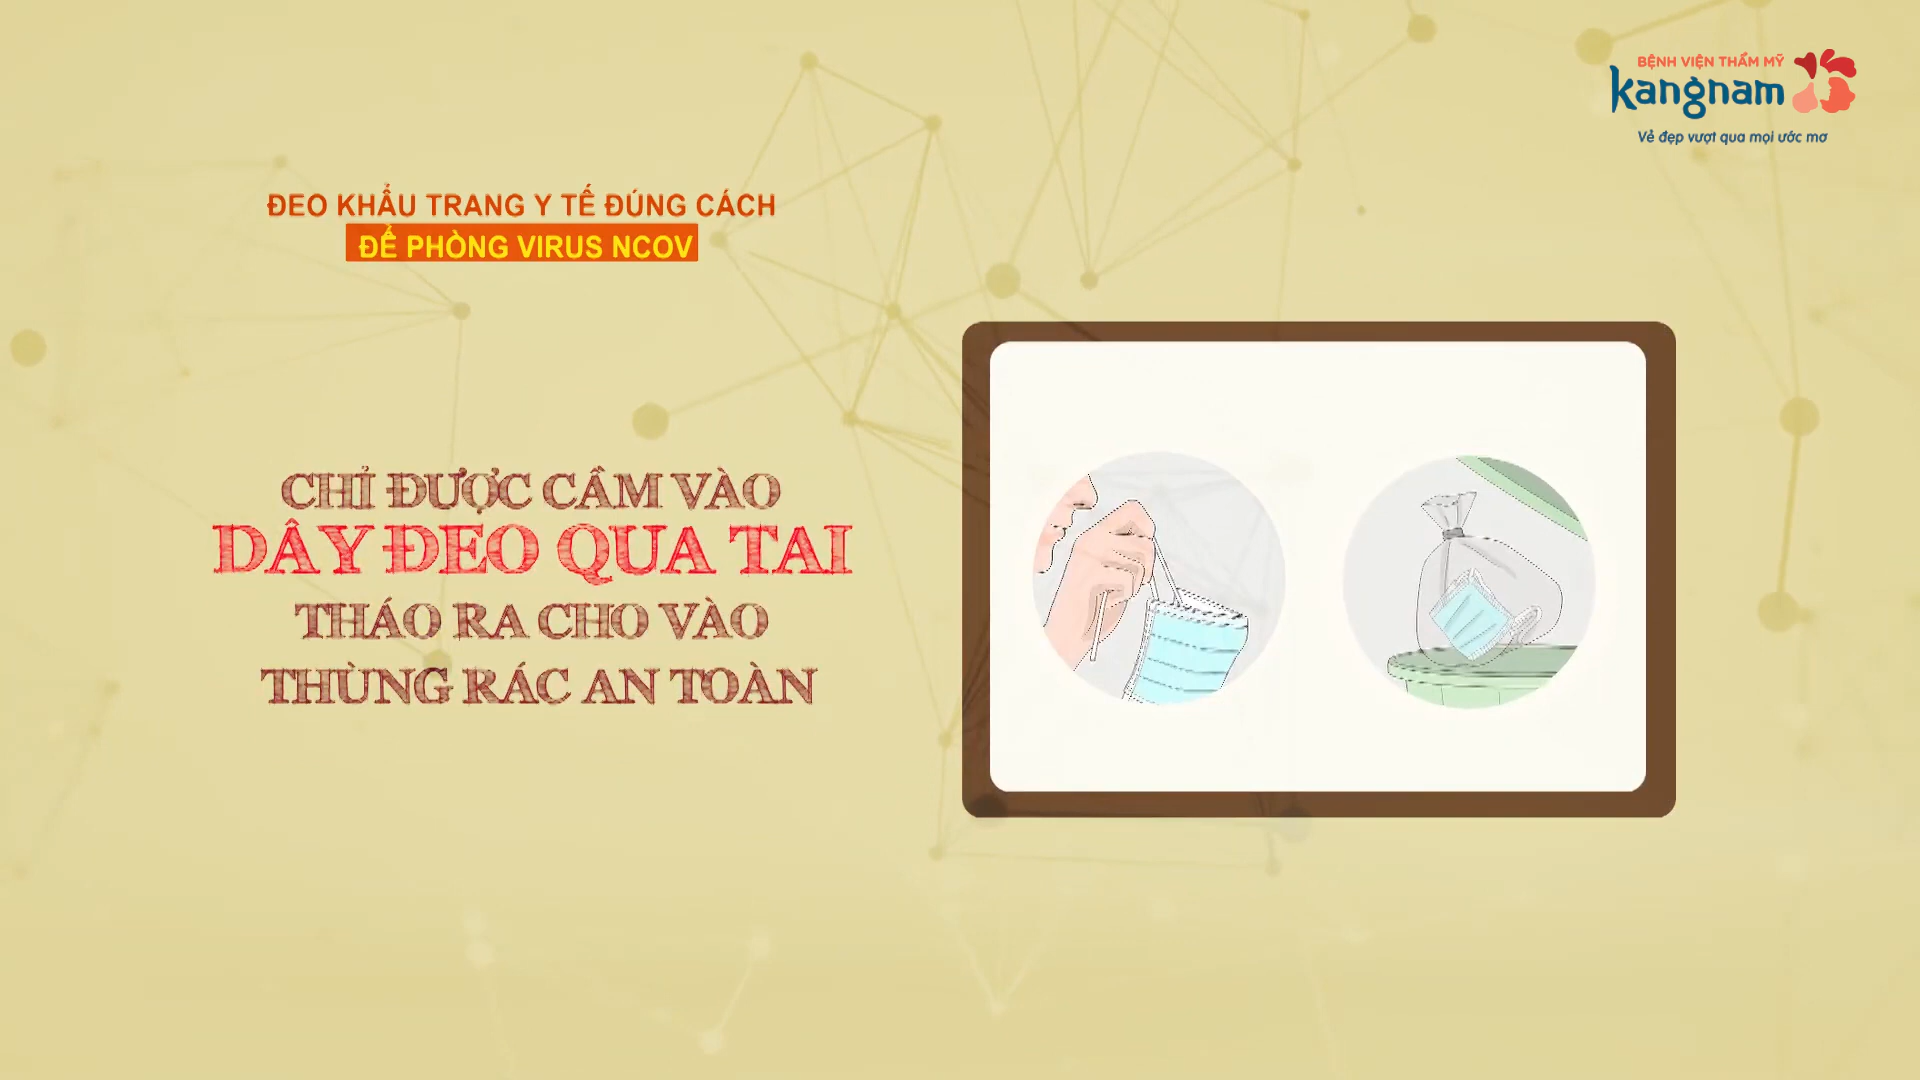 BỆNH VIỆN THẨM MỸ
kangnam
Vẻ đẹp vượt qua mọi ước mơ
ĐEO KHẨU TRANG Y TẾ ĐÚNG CÁCH
ĐỂ PHÒNG VIRUS NCOV
CHỈ ĐƯỢC CẦM VÀO
DÂY ĐEO QUA TAI
THÁO RA CHO VÀO
THÙNG RÁC AN TOÀN